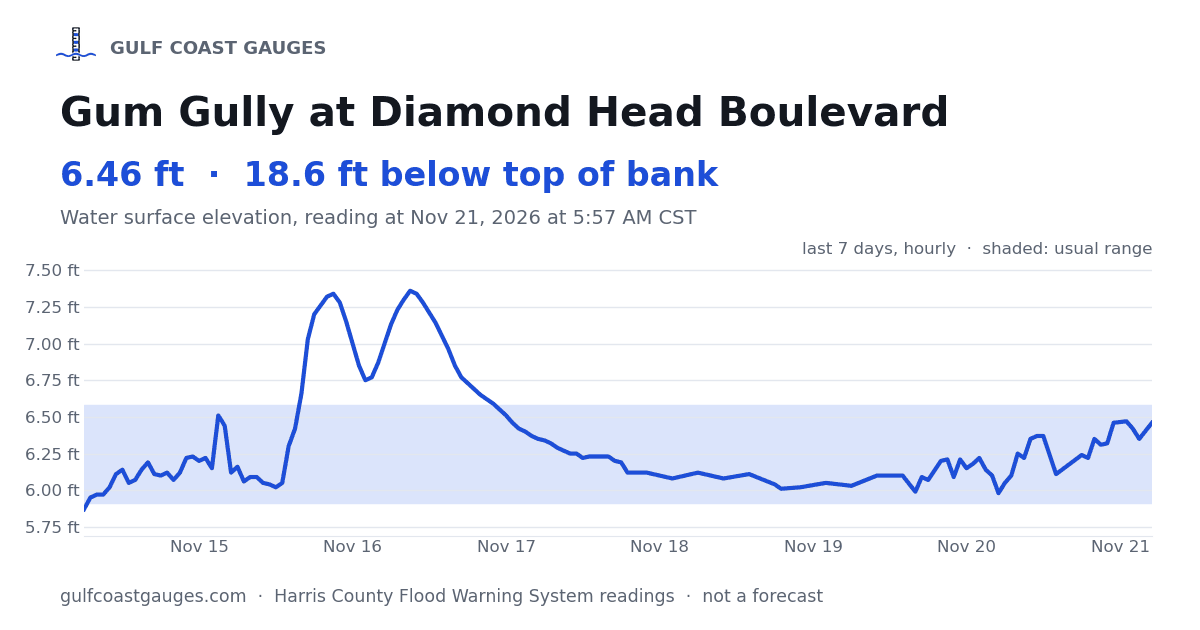 GULF COAST GAUGES
Gum Gully at Diamond Head Boulevard
6.46 ft · 18.6 ft below top of bank
Water surface elevation, reading at Nov 21, 2026 at 5:57 AM CST
last 7 days, hourly · shaded: usual range
7.50 ft
7.25 ft
7.00 ft
6.75 ft
6.50 ft
6.25 ft
6.00 ft
5.75 ft
Nov 15 Nov 16 Nov 17 Nov 18 Nov 19 Nov 20 Nov 21
gulfcoastgauges.com · Harris County Flood Warning System readings · not a forecast